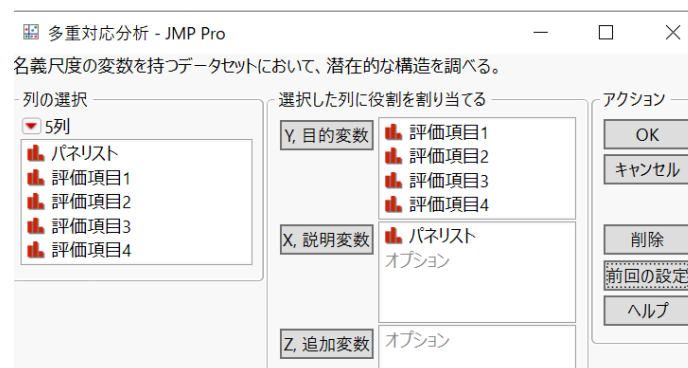 多重対応分析 - JMP Pro
名義尺度の変数を持つデータセットにおいて、潜在的な構造を調べる。
列の選択
5列
パネリスト
評価項目1
評価項目2
評価項目3
評価項目4
選択した列に役割を割り当てる
Y, 目的変数
評価項目1
評価項目2
評価項目3
評価項目4
X, 説明変数
パネリスト
オプション
Z, 追加変数
オプション
アクション
OK
キャンセル
削除
前回の設定
ヘルプ